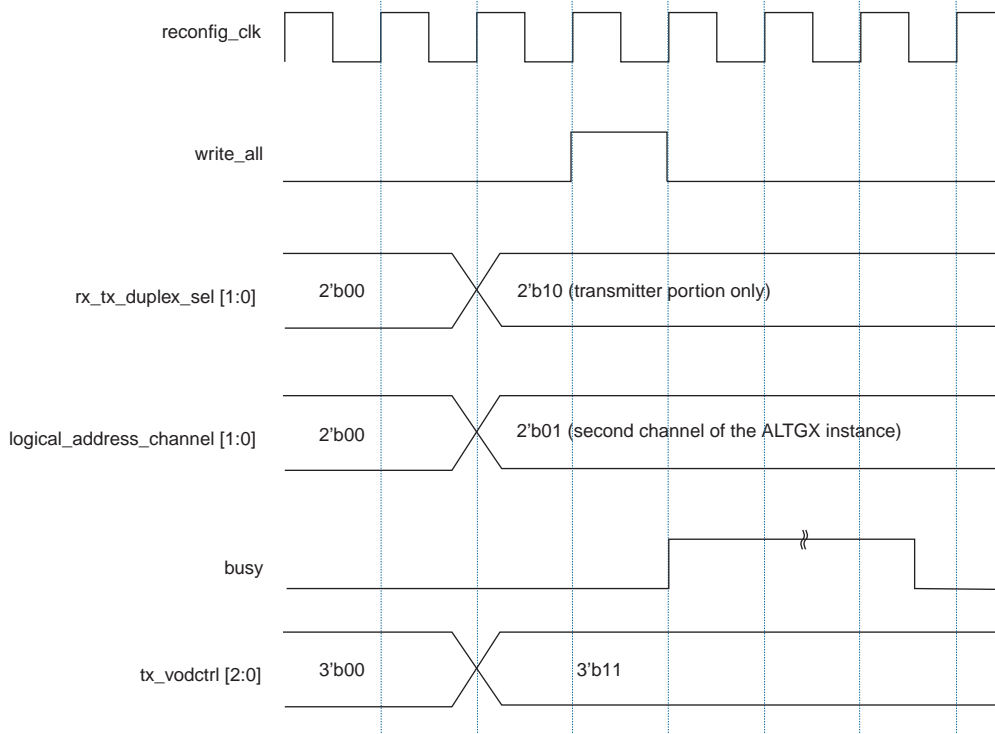 reconfig_clk
write_all
rx_tx_duplex_sel [1:0] 2'b00 2'b10 (transmitter portion only)
logical_address_channel [1:0] 2'b00 2'b01 (second channel of the ALTGX instance)
busy
tx_vodctrl [2:0] 3'b00 3'b11